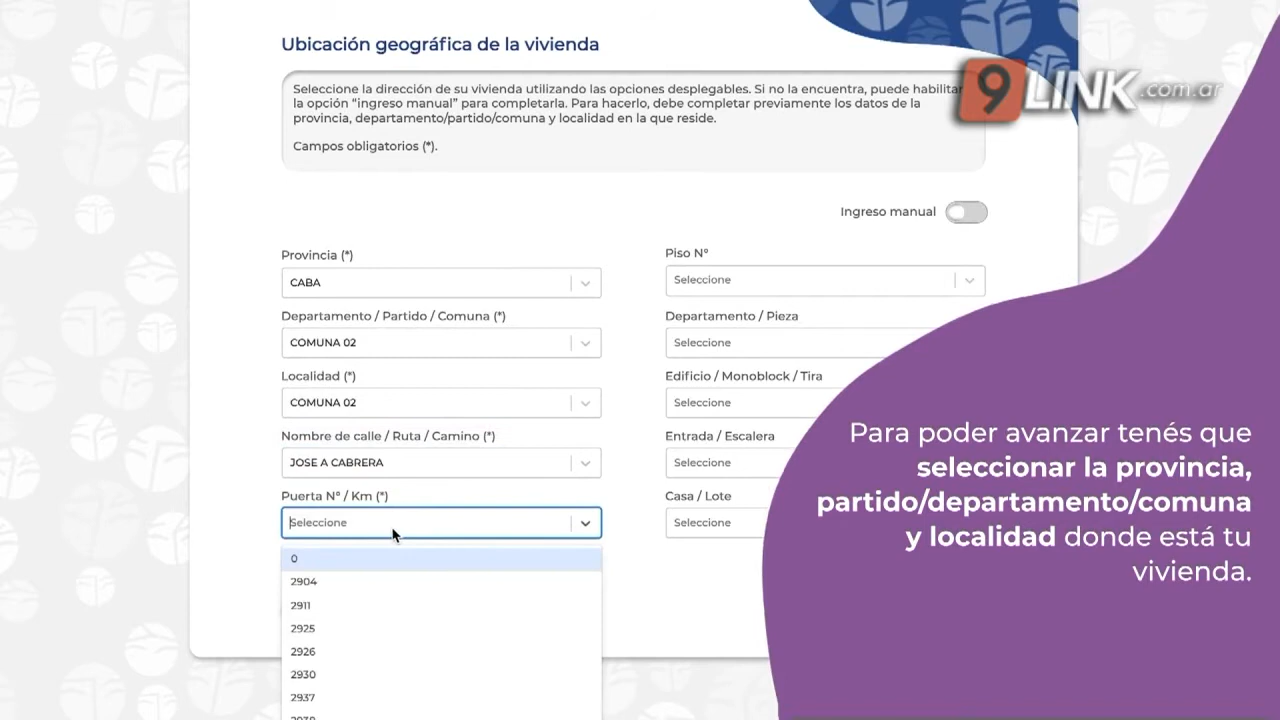 Ubicación geográfica de la vivienda
Seleccione la dirección de su vivienda utilizando las opciones desplegables. Si no la encuentra, puede habilitar
la opción “ingreso manual” para completarla. Para hacerlo, debe completar previamente los datos de la
provincia, departamento/partido/comuna y localidad en la que reside.
Campos obligatorios (*).
9 LINK.com.ar
Ingreso manual
Provincia (*)
CABA
Departamento / Partido / Comuna (*)
COMUNA 02
Localidad (*)
COMUNA 02
Nombre de calle / Ruta / Camino (*)
JOSE A CABRERA
Puerta N° / Km (*)
Seleccione
0
2904
2911
2925
2926
2930
2937
Piso N°
Seleccione
Departamento / Pieza
Seleccione
Edificio / Monoblock / Tira
Seleccione
Entrada / Escalera
Seleccione
Casa / Lote
Seleccione
Para poder avanzar tenés que
seleccionar la provincia,
partido/departamento/comuna
y localidad donde está tu
vivienda.